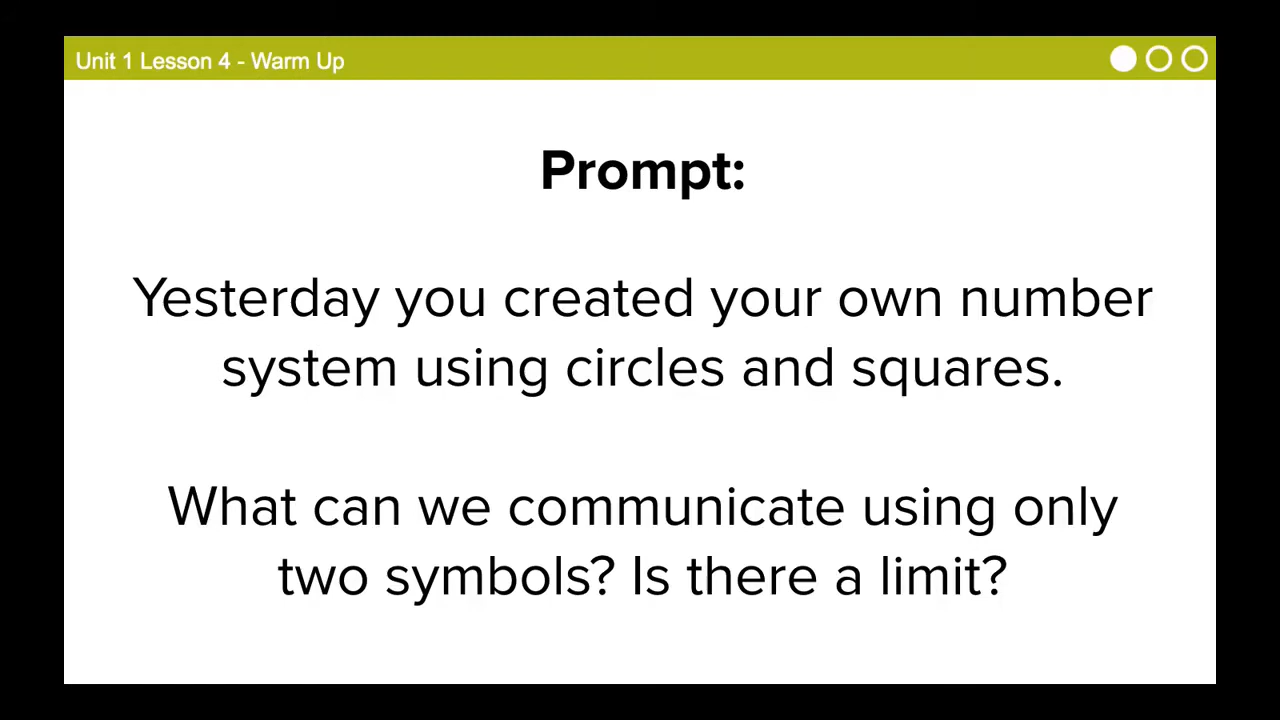 Unit 1 Lesson 4 - Warm Up
Prompt:
Yesterday you created your own number
system using circles and squares.
What can we communicate using only
two symbols? Is there a limit?